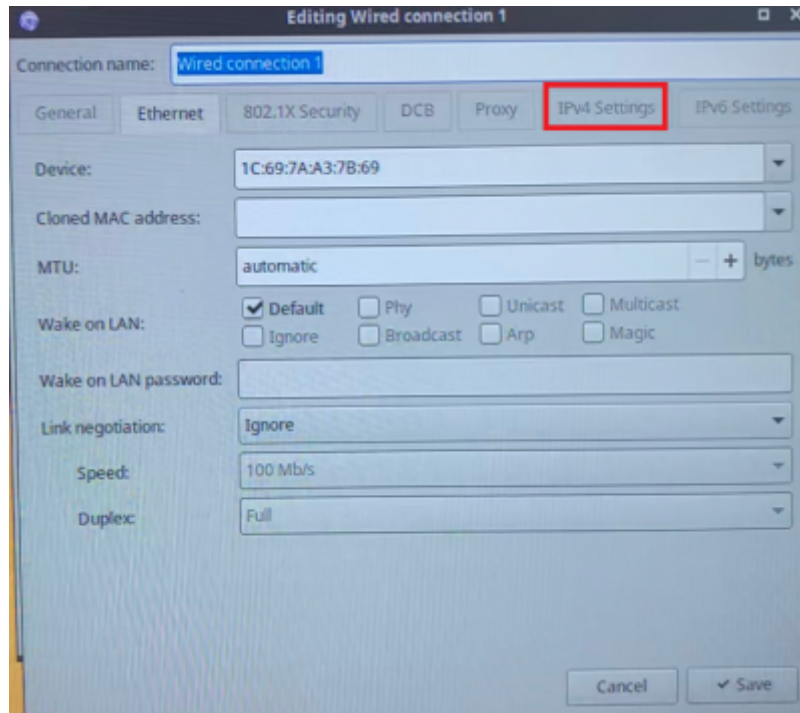 Editing Wired connection 1
Connection name: Wired connection 1
General Ethernet 802.1X Security DCB Proxy IPv4 Settings IPv6 Settings
Device: 1C:69:7A:A3:7B:69
Cloned MAC address:
MTU: automatic bytes
Wake on LAN: Default Phy Unicast Multicast
Ignore Broadcast Arp Magic
Wake on LAN password:
Link negotiation: Ignore
Speed: 100 Mb/s
Duplex: Full
Cancel Save